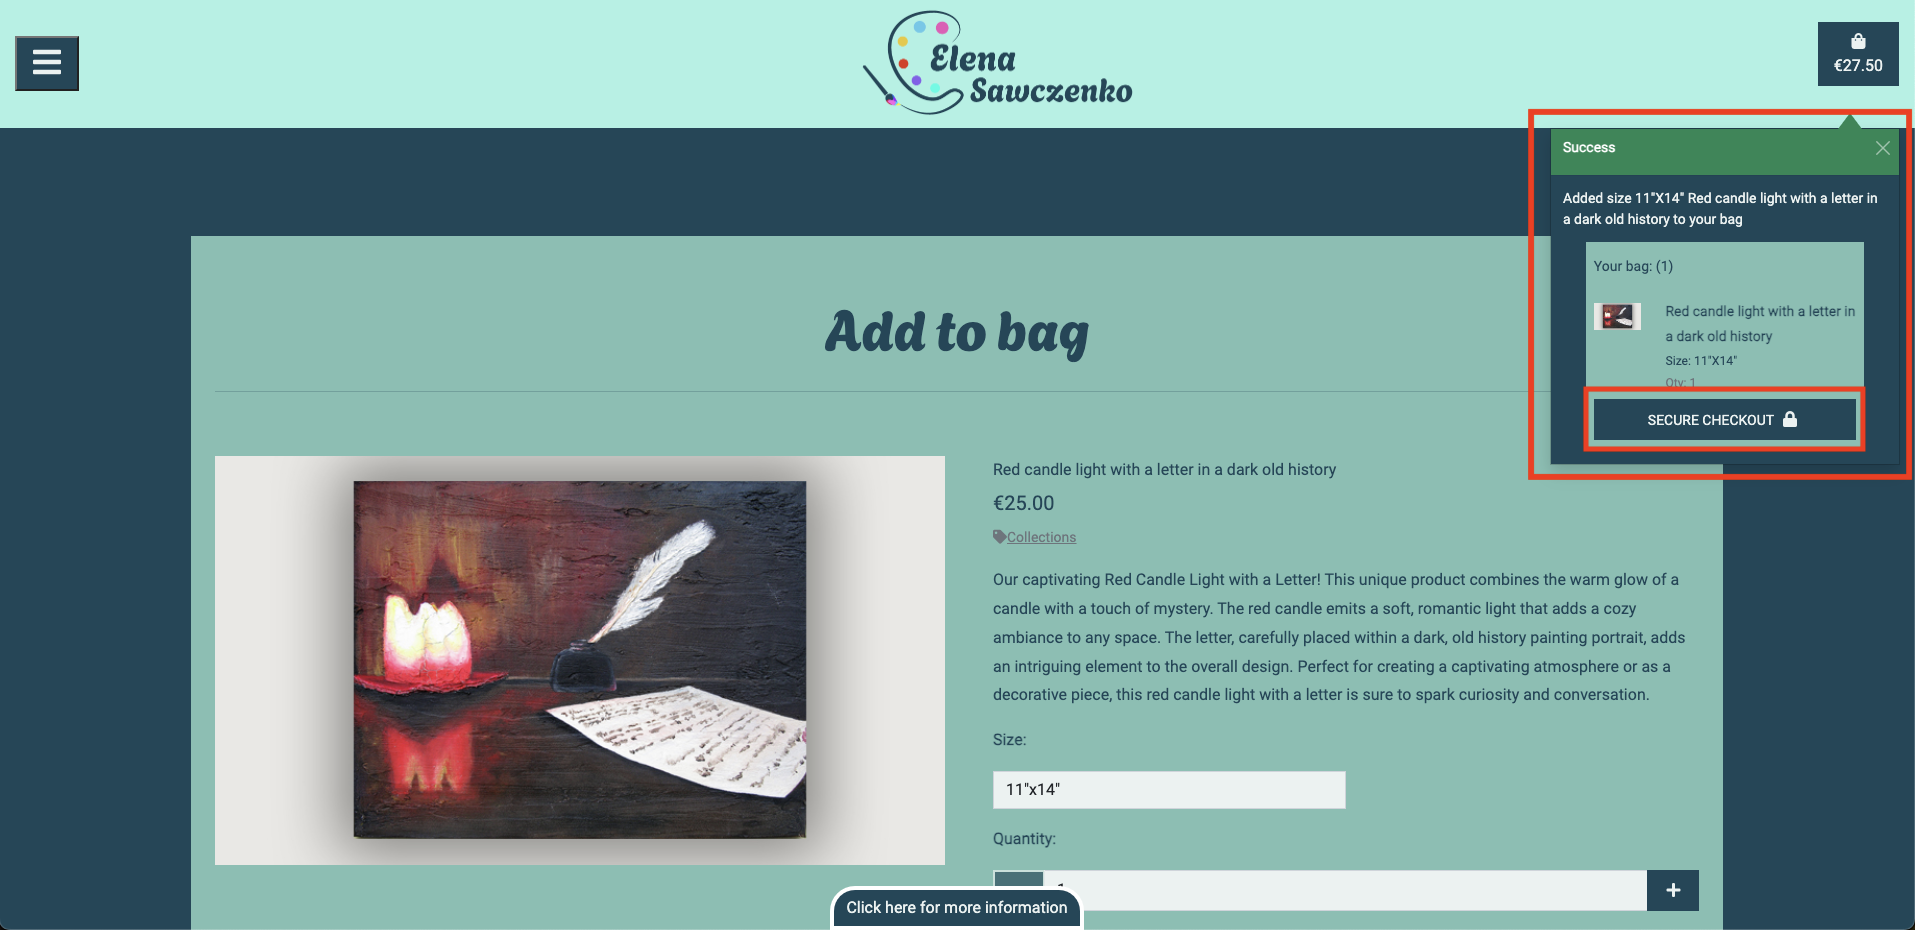 Elena
Sawczenko
€27.50
Success
Added size 11"X14" Red candle light with a letter in
a dark old history to your bag
Your bag: (1)
Red candle light with a letter in
a dark old history
Size: 11"X14"
Qty: 1
SECURE CHECKOUT
Add to bag
Red candle light with a letter in a dark old history
€25.00
Collections
Our captivating Red Candle Light with a Letter! This unique product combines the warm glow of a
candle with a touch of mystery. The red candle emits a soft, romantic light that adds a cozy
ambiance to any space. The letter, carefully placed within a dark, old history painting portrait, adds
an intriguing element to the overall design. Perfect for creating a captivating atmosphere or as a
decorative piece, this red candle light with a letter is sure to spark curiosity and conversation.
Size:
11"x14"
Quantity:
+
Click here for more information